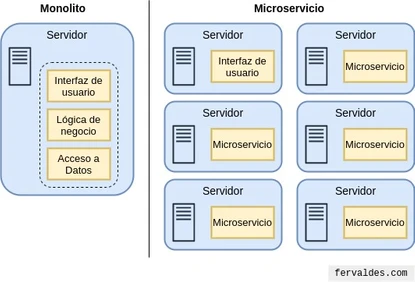 Monolito
Servidor
Interfaz de
usuario
Lógica de
negocio
Acceso a
Datos
Microservicio
Servidor
Interfaz de
usuario
Servidor
Microservicio
Servidor
Microservicio
Servidor
Microservicio
Servidor
Microservicio
Servidor
Microservicio
fervaldes.com